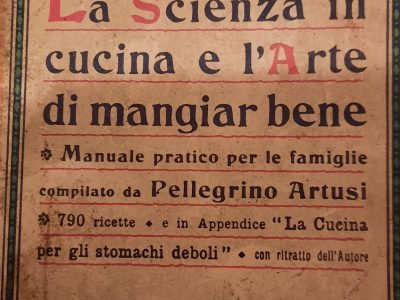 La Scienza in
cucina e l'Arte
di mangiar bene
Manuale pratico per le famiglie
compilato da Pellegrino Artusi
790 ricette • e in Appendice "La Cucina
per gli stomachi deboli" • con ritratto dell'Autore